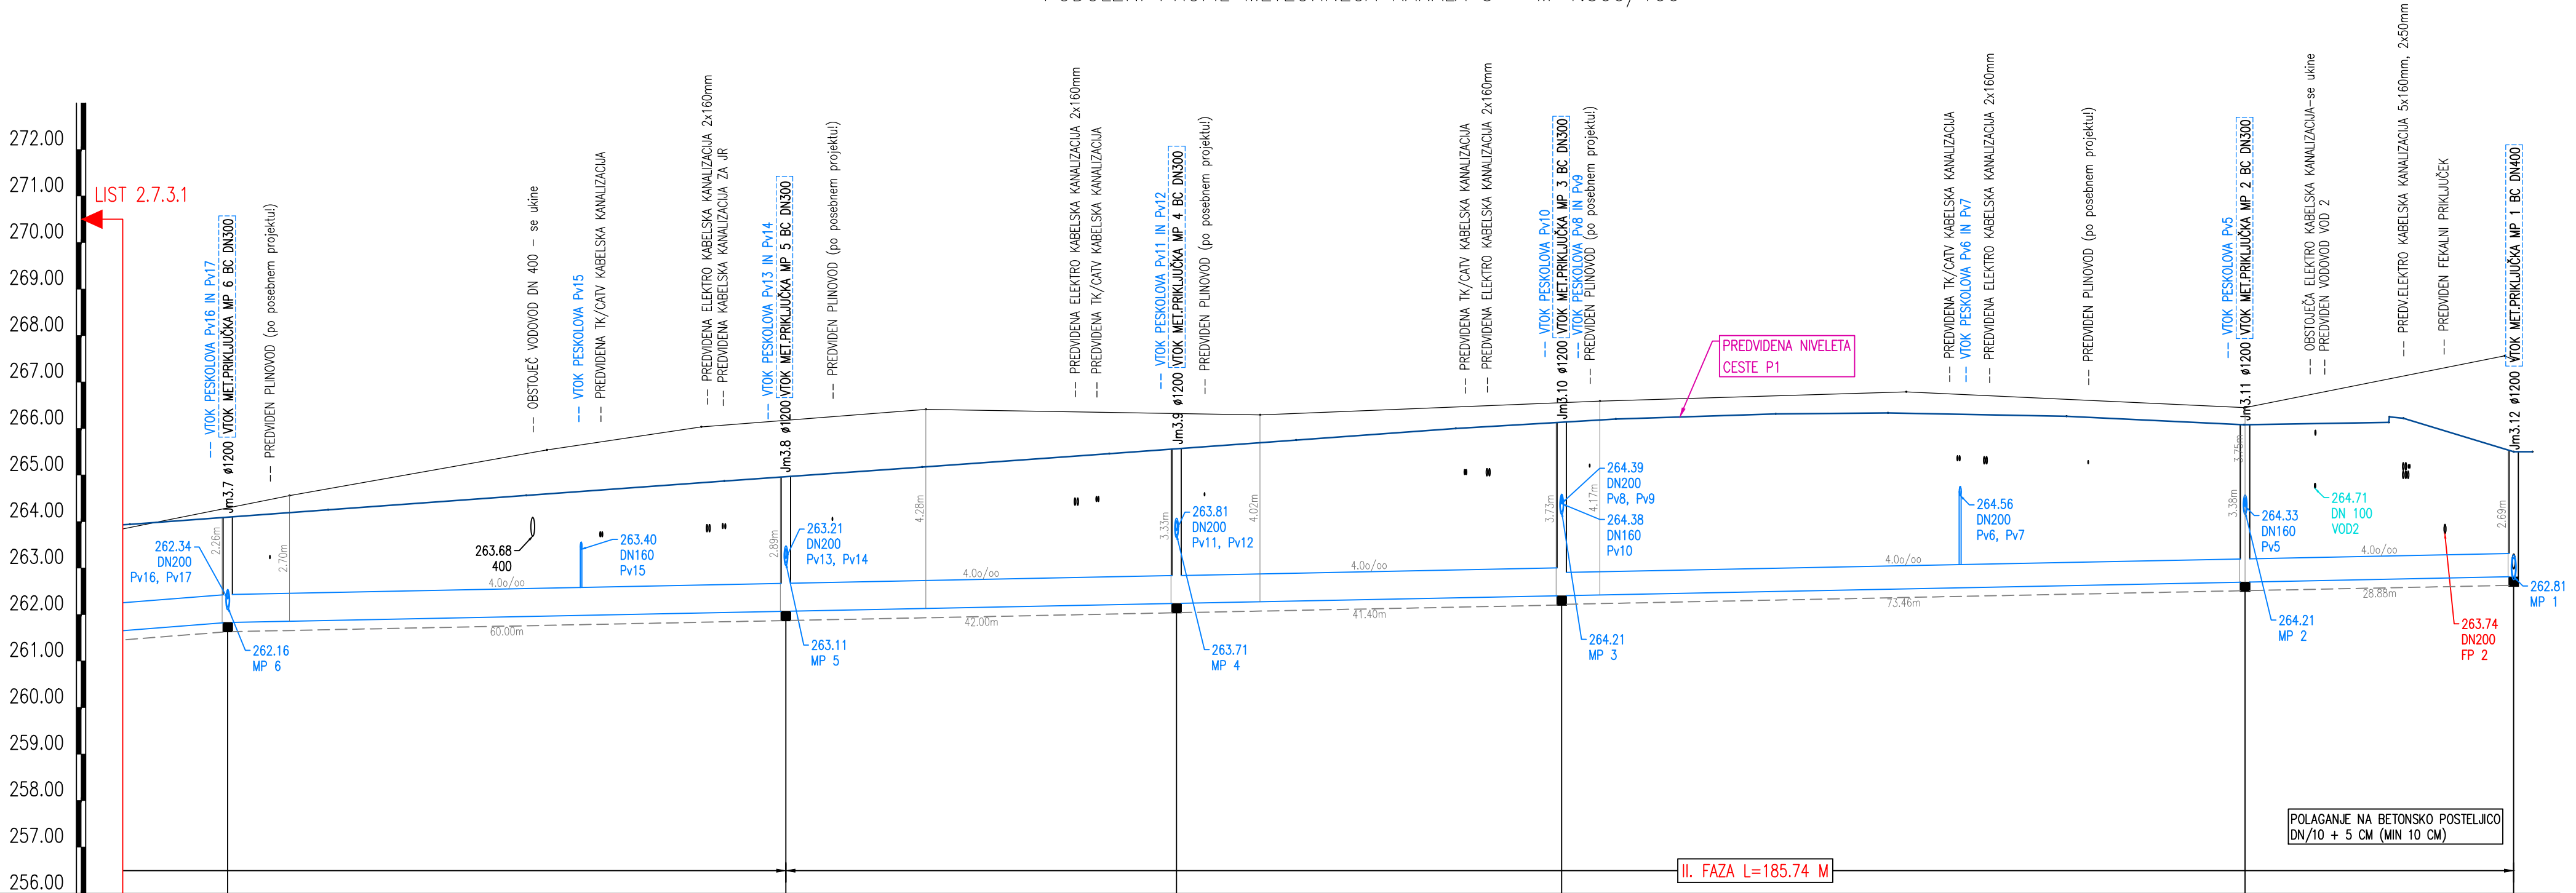 272.00
271.00
270.00
269.00
268.00
267.00
266.00
265.00
264.00
263.00
262.00
261.00
260.00
259.00
258.00
257.00
256.00
LIST 2.7.3.1
-- VTOK PESKOLOVA Pv16 IN Pv17
Jm3.7 ø1200 VTOK MET.PRIKLJUČKA MP 6 BC DN300
-- PREDVIDEN PLINOVOD (po posebnem projektu!)
-- OBSTOJEČ VODOVOD DN 400 - se ukine
-- VTOK PESKOLOVA Pv15
-- PREDVIDENA TK/CATV KABELSKA KANALIZACIJA
-- PREDVIDENA ELEKTRO KABELSKA KANALIZACIJA 2x160mm
-- PREDVIDENA KABELSKA KANALIZACIJA ZA JR
-- VTOK PESKOLOVA Pv13 IN Pv14
Jm3.8 ø1200 VTOK MET.PRIKLJUČKA MP 5 BC DN300
-- PREDVIDEN PLINOVOD (po posebnem projektu!)
-- PREDVIDENA ELEKTRO KABELSKA KANALIZACIJA 2x160mm
-- PREDVIDENA TK/CATV KABELSKA KANALIZACIJA
-- VTOK PESKOLOVA Pv11 IN Pv12
Jm3.9 ø1200 VTOK MET.PRIKLJUČKA MP 4 BC DN300
-- PREDVIDEN PLINOVOD (po posebnem projektu!)
-- PREDVIDENA TK/CATV KABELSKA KANALIZACIJA
-- PREDVIDENA ELEKTRO KABELSKA KANALIZACIJA 2x160mm
-- VTOK PESKOLOVA Pv10
Jm3.10 ø1200 VTOK MET.PRIKLJUČKA MP 3 BC DN300
-- VTOK PESKOLOVA Pv8 IN Pv9
-- PREDVIDEN PLINOVOD (po posebnem projektu!)
PREDVIDENA NIVELETA
CESTE P1
-- PREDVIDENA TK/CATV KABELSKA KANALIZACIJA
-- VTOK PESKOLOVA Pv6 IN Pv7
-- PREDVIDENA ELEKTRO KABELSKA KANALIZACIJA 2x160mm
-- PREDVIDEN PLINOVOD (po posebnem projektu!)
-- VTOK PESKOLOVA Pv5
Jm3.11 ø1200 VTOK MET.PRIKLJUČKA MP 2 BC DN300
-- OBSTOJEČA ELEKTRO KABELSKA KANALIZACIJA-se ukine
-- PREDVIDEN VODOVOD VOD 2
-- PREDV.ELEKTRO KABELSKA KANALIZACIJA 5x160mm, 2x50mm
-- PREDVIDEN FEKALNI PRIKLJUČEK
Jm3.12 ø1200 VTOK MET.PRIKLJUČKA MP 1 BC DN400
262.34
DN200
Pv16, Pv17
2.26m
2.70m
262.16
MP 6
263.68
400
4.0o/oo
263.40
DN160
Pv15
60.00m
2.89m
263.21
DN200
Pv13, Pv14
263.11
MP 5
4.28m
4.0o/oo
42.00m
3.33m
263.81
DN200
Pv11, Pv12
263.71
MP 4
4.02m
4.0o/oo
41.40m
3.73m
4.17m
264.39
DN200
Pv8, Pv9
264.38
DN160
Pv10
264.21
MP 3
4.0o/oo
73.46m
264.56
DN200
Pv6, Pv7
3.75m
3.38m
264.33
DN160
Pv5
264.21
MP 2
264.71
DN 100
VOD2
4.0o/oo
28.88m
263.74
DN200
FP 2
2.69m
262.81
MP 1
POLAGANJE NA BETONSKO POSTELJICO
DN/10 + 5 CM (MIN 10 CM)
II. FAZA L=185.74 M